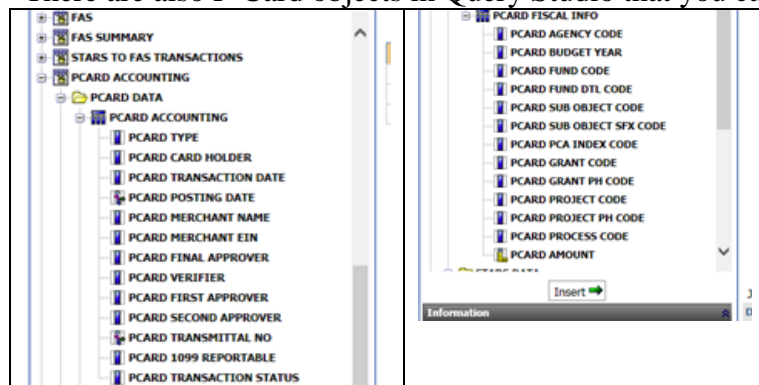 There are also P Card objects in Query Studio that you ca
FAS
FAS SUMMARY
STARS TO FAS TRANSACTIONS
PCARD ACCOUNTING
PCARD DATA
PCARD ACCOUNTING
PCARD TYPE
PCARD CARD HOLDER
PCARD TRANSACTION DATE
PCARD POSTING DATE
PCARD MERCHANT NAME
PCARD MERCHANT EIN
PCARD FINAL APPROVER
PCARD VERIFIER
PCARD FIRST APPROVER
PCARD SECOND APPROVER
PCARD TRANSMITTAL NO
PCARD 1099 REPORTABLE
PCARD TRANSACTION STATUS
PCARD FISCAL INFO
PCARD AGENCY CODE
PCARD BUDGET YEAR
PCARD FUND CODE
PCARD FUND DTL CODE
PCARD SUB OBJECT CODE
PCARD SUB OBJECT SFX CODE
PCARD PCA INDEX CODE
PCARD GRANT CODE
PCARD GRANT PH CODE
PCARD PROJECT CODE
PCARD PROJECT PH CODE
PCARD PROCESS CODE
PCARD AMOUNT
STARS DATA
Insert
Information